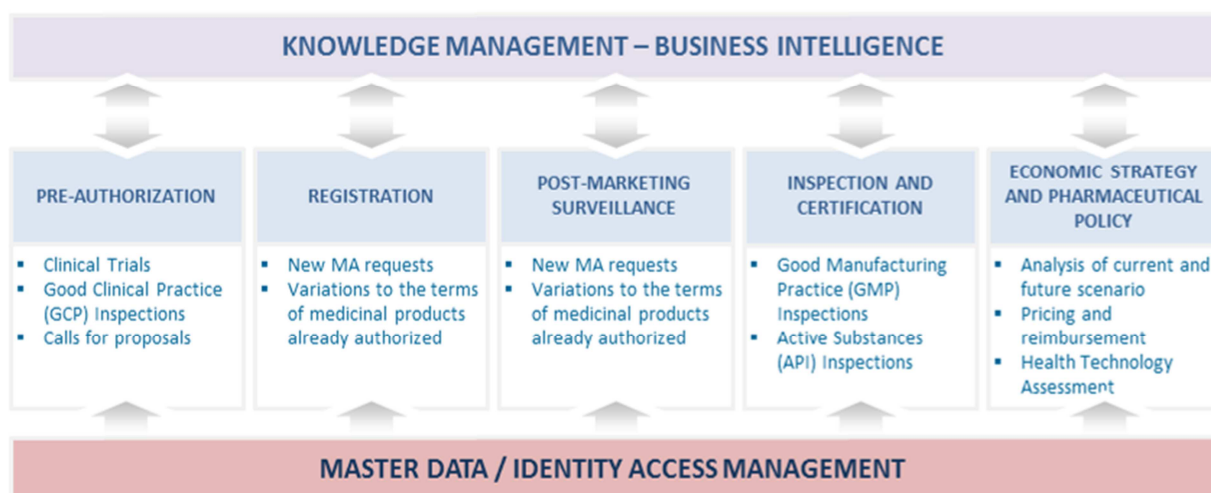 KNOWLEDGE MANAGEMENT – BUSINESS INTELLIGENCE
PRE-AUTHORIZATION
▪ Clinical Trials
▪ Good Clinical Practice
(GCP) Inspections
▪ Calls for proposals
REGISTRATION
▪ New MA requests
▪ Variations to the terms
of medicinal products
already authorized
POST-MARKETING
SURVEILLANCE
▪ New MA requests
▪ Variations to the terms
of medicinal products
already authorized
INSPECTION AND
CERTIFICATION
▪ Good Manufacturing
Practice (GMP)
Inspections
▪ Active Substances
(API) Inspections
ECONOMIC STRATEGY
AND PHARMACEUTICAL
POLICY
▪ Analysis of current and
future scenario
▪ Pricing and
reimbursement
▪ Health Technology
Assessment
MASTER DATA / IDENTITY ACCESS MANAGEMENT